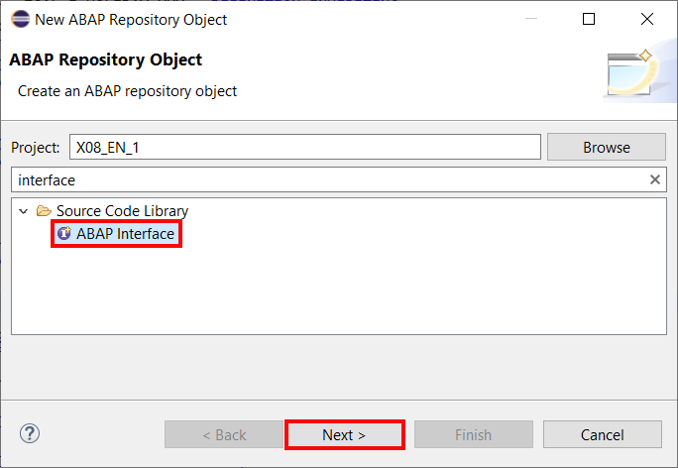 New ABAP Repository Object
ABAP Repository Object
Create an ABAP repository object
Project: X08_EN_1 Browse
interface
Source Code Library
ABAP Interface
< Back Next > Finish Cancel